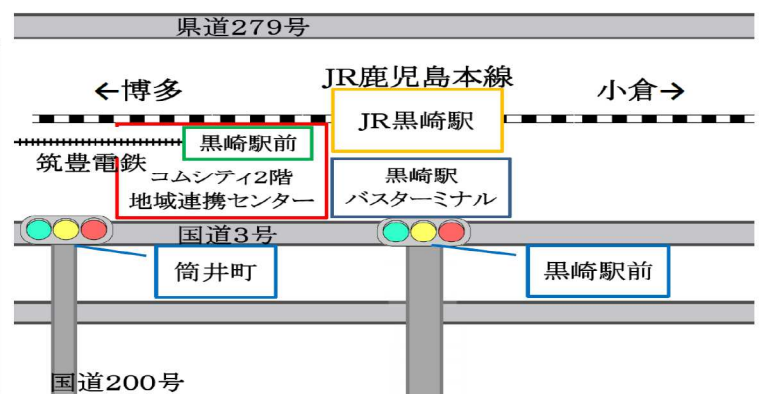 県道279号
JR鹿児島本線
←博多
小倉→
JR黒崎駅
黒崎駅前
筑豊電鉄
コムシティ2階
地域連携センター
黒崎駅
バスターミナル
国道3号
筒井町
黒崎駅前
国道200号